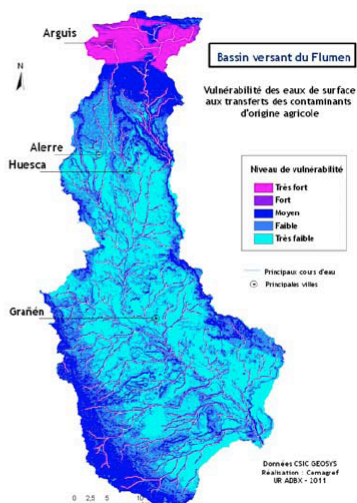 Arguis
Bassin versant du Flumen
N
Vulnérabilité des eaux de surface
aux transferts des contaminants
d'origine agricole
Alerre
Huesca
Niveau de vulnérabilité
Très fort
Fort
Moyen
Faible
Très faible
Principaux cours d'eau
Principales villes
Grañén
Données CSIC GEOSYS
Réalisation : Cemagref
UR ADBX - 2011
0 2,5 5 10 15